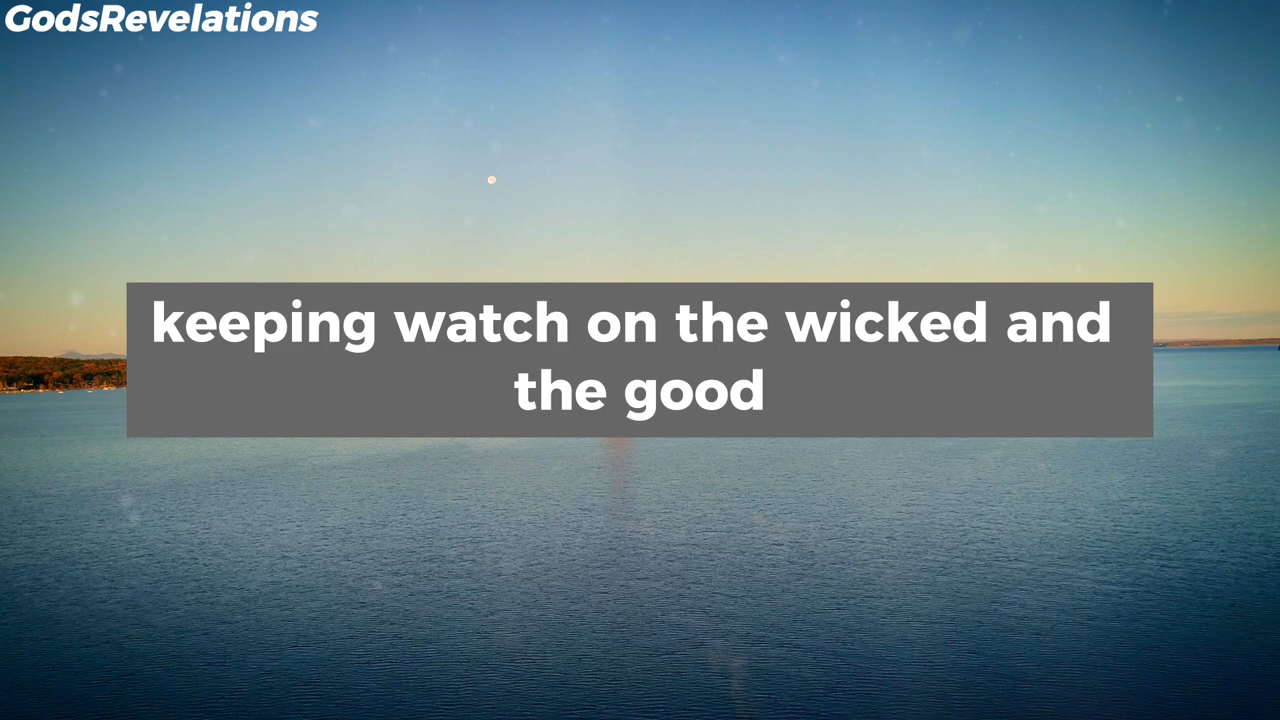 GodsRevelations
keeping watch on the wicked and
the good